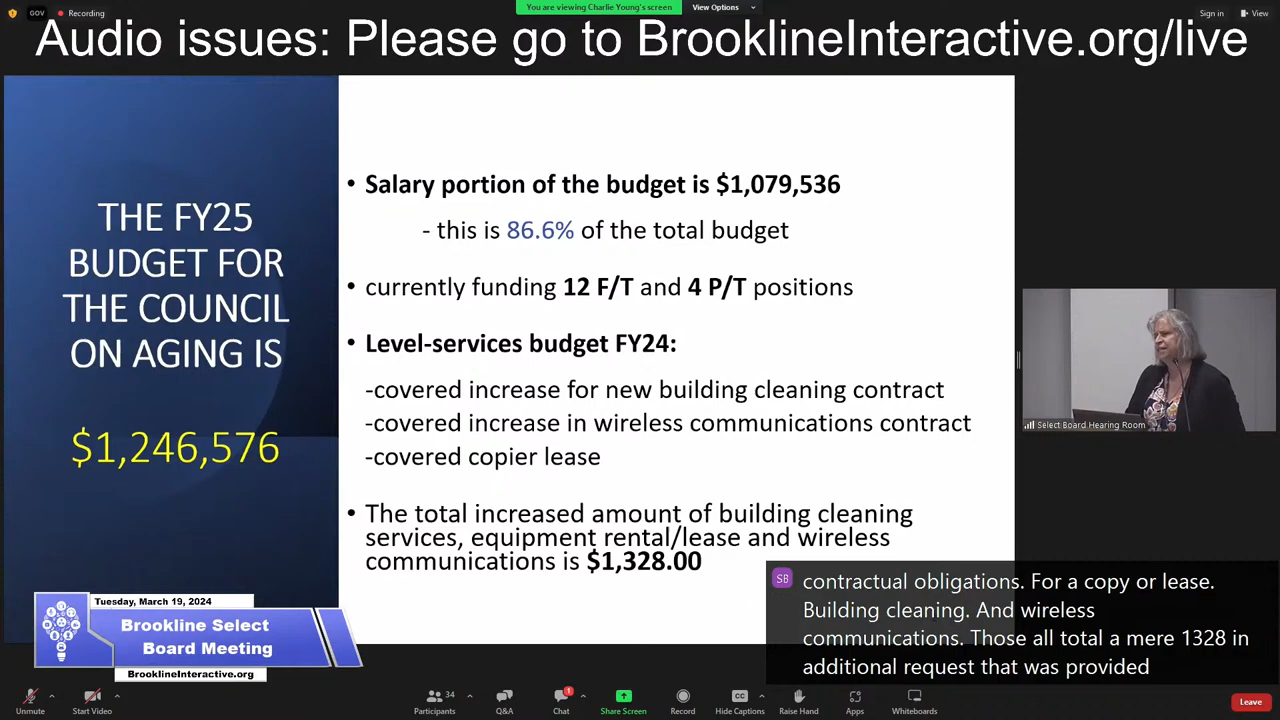 GOV
Recording
You are viewing Charlie Young's screen
View Options
Sign in
View
Audio issues: Please go to BrooklineInteractive.org/live
THE FY25
BUDGET FOR
THE COUNCIL
ON AGING IS
$1,246,576
• Salary portion of the budget is $1,079,536
- this is 86.6% of the total budget
• currently funding 12 F/T and 4 P/T positions
• Level-services budget FY24:
-covered increase for new building cleaning contract
-covered increase in wireless communications contract
-covered copier lease
• The total increased amount of building cleaning
services, equipment rental/lease and wireless
communications is $1,328.00
Select Board Hearing Room
SB
contractual obligations. For a copy or lease.
Building cleaning. And wireless
communications. Those all total a mere 1328 in
additional request that was provided
Tuesday, March 19, 2024
Brookline Select
Board Meeting
BrooklineInteractive.org
Unmute
Start Video
34
Participants
Q&A
1
Chat
Share Screen
Record
CC
Hide Captions
Raise Hand
Apps
Whiteboards
Leave